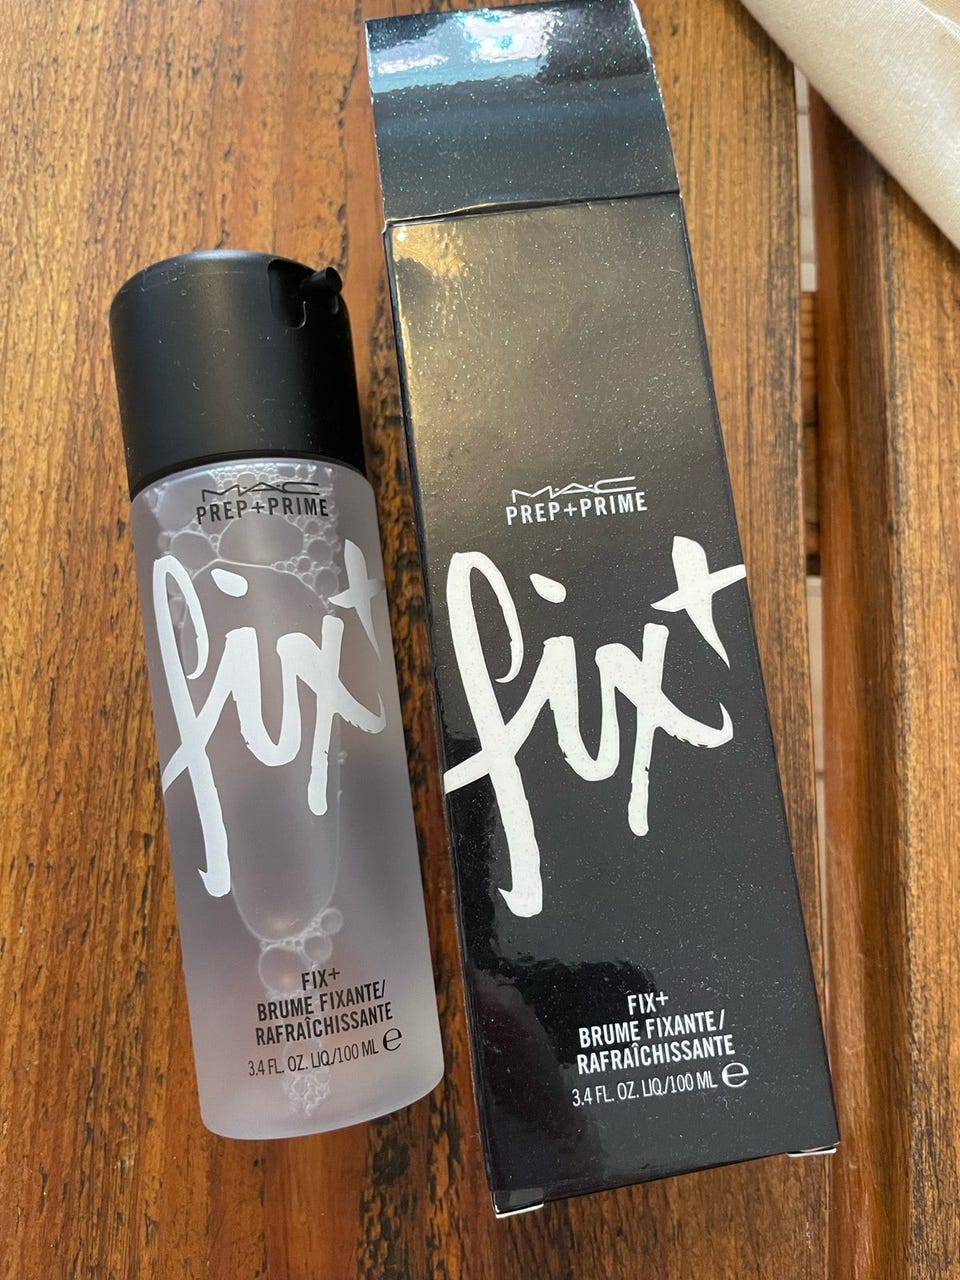 MAC
PREP+PRIME
fix+
FIX+
BRUME FIXANTE/
RAFRAÎCHISSANTE
3.4 FL. OZ. LIQ./100 ML ℮
MAC
PREP+PRIME
fix+
FIX+
BRUME FIXANTE/
RAFRAÎCHISSANTE
3.4 FL. OZ. LIQ./100 ML ℮